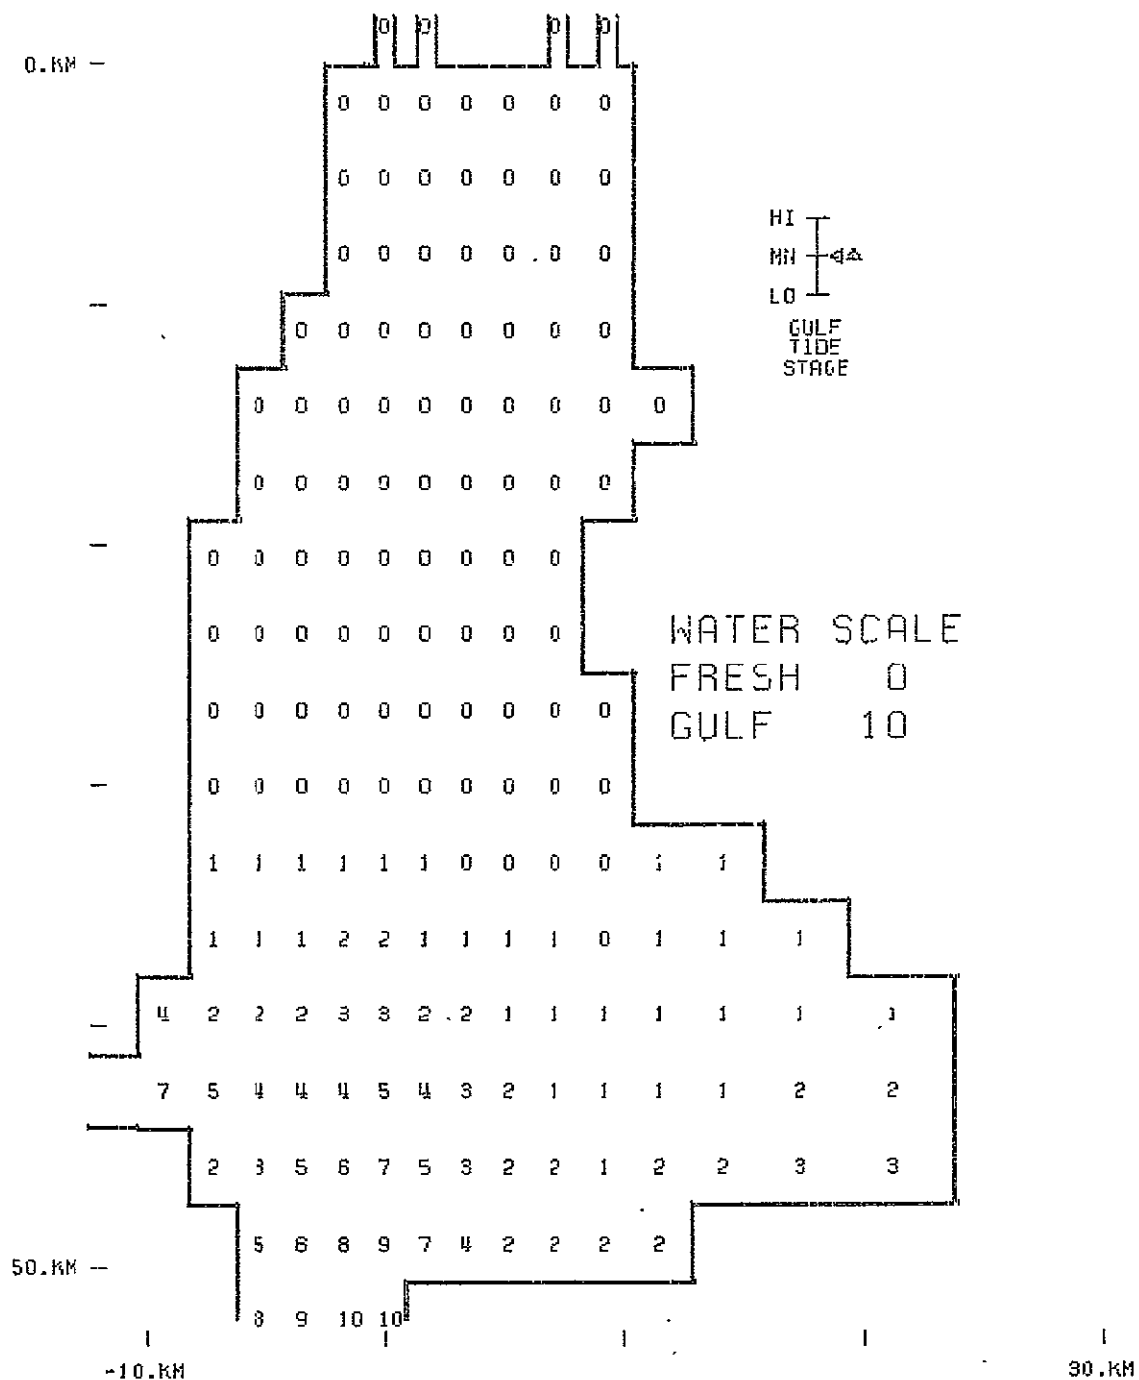 0 0 0 0
0.KM
0 0 0 0 0 0 0
0 0 0 0 0 0 0
HI
0 0 0 0 0 0 0
MN
LO
0 0 0 0 0 0 0 0
GULF
TIDE
STAGE
0 0 0 0 0 0 0 0 0 0
0 0 0 0 0 0 0 0 0
0 0 0 0 0 0 0 0 0
WATER SCALE
0 0 0 0 0 0 0 0 0
FRESH 0
0 0 0 0 0 0 0 0 0 0
GULF 10
0 0 0 0 0 0 0 0 0 0
1 1 1 1 1 1 0 0 0 0 1 1
1 1 1 2 2 1 1 1 1 0 1 1 1
4 2 2 2 3 3 2 2 1 1 1 1 1 1 1
7 5 4 4 4 5 4 3 2 1 1 1 1 2 2
2 3 5 6 7 5 3 2 2 1 2 2 3 3
5 6 8 9 7 4 2 2 2 2
50.KM
8 9 10 10
-10.KM 30.KM